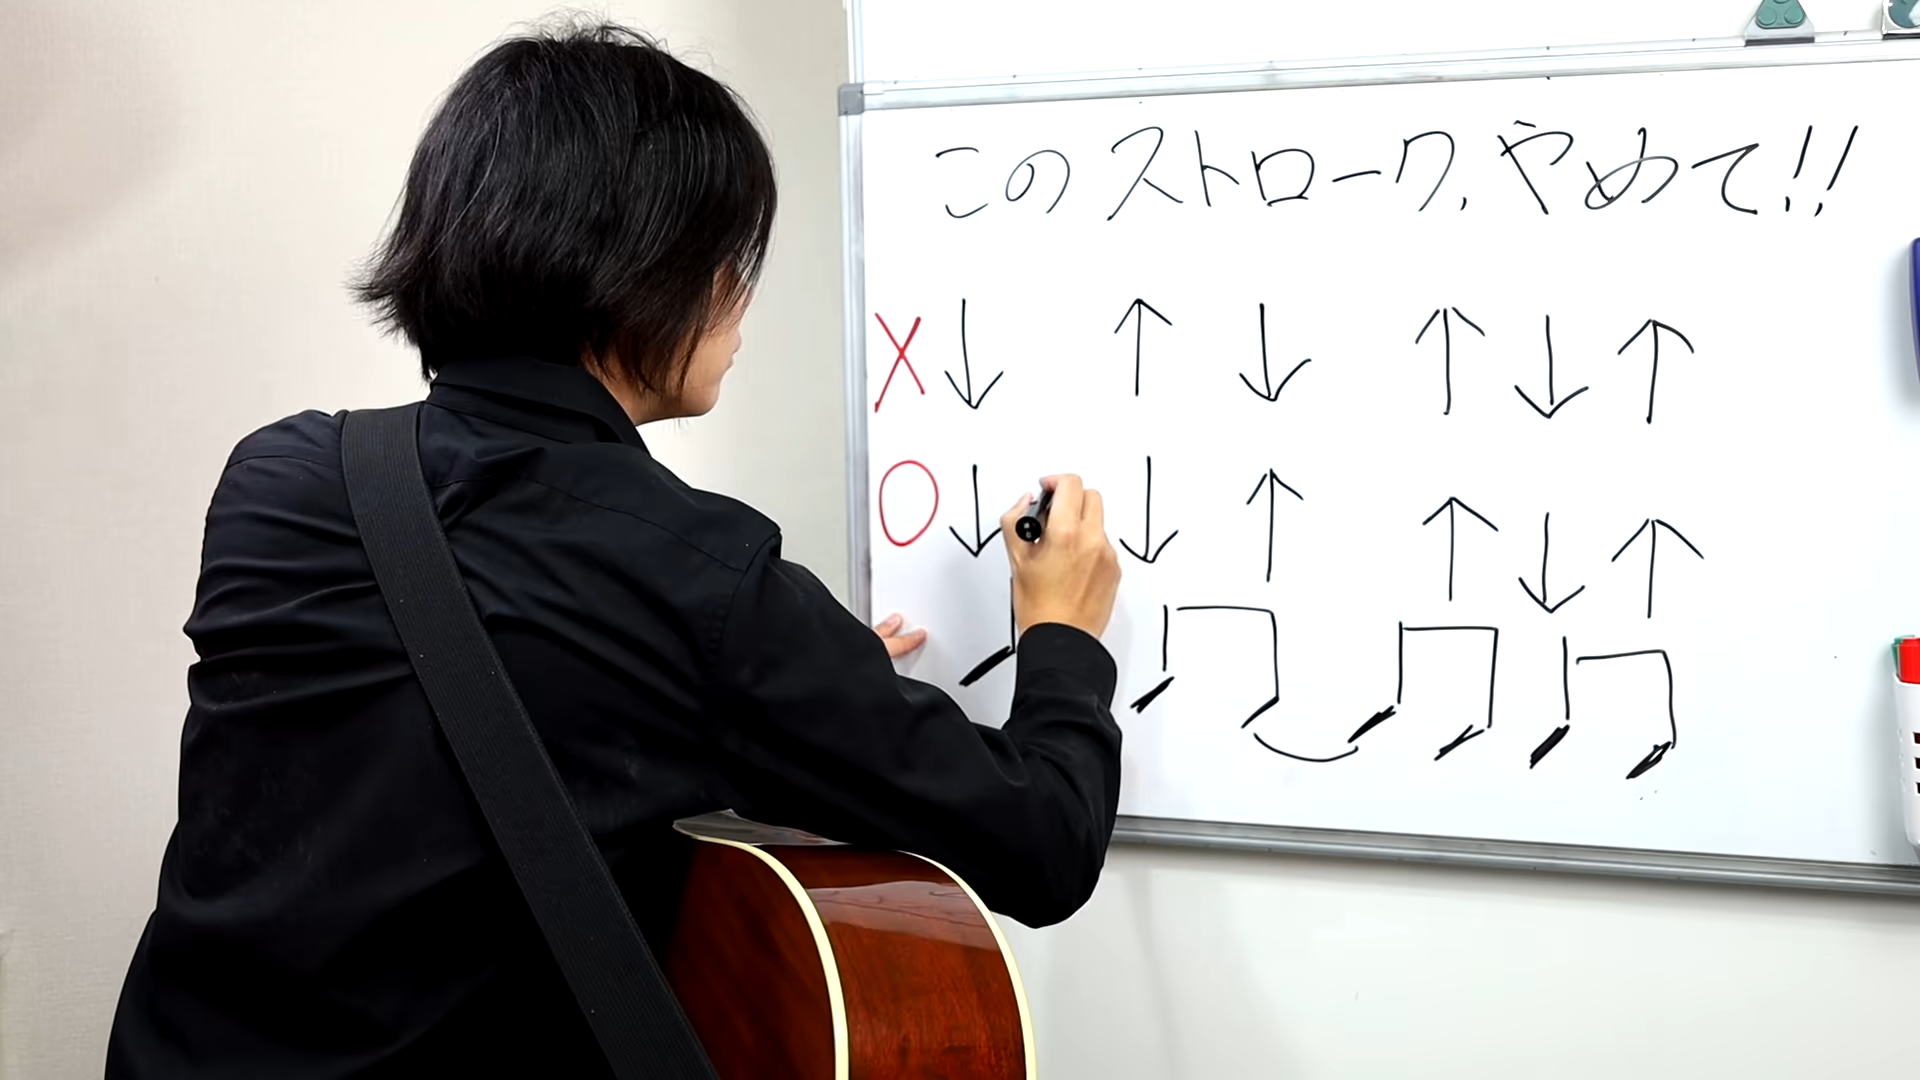 このストローク,やめて!!
X ↓ ↑ ↓ ↑ ↓ ↑
O ↓ ↓ ↑ ↑ ↓ ↑